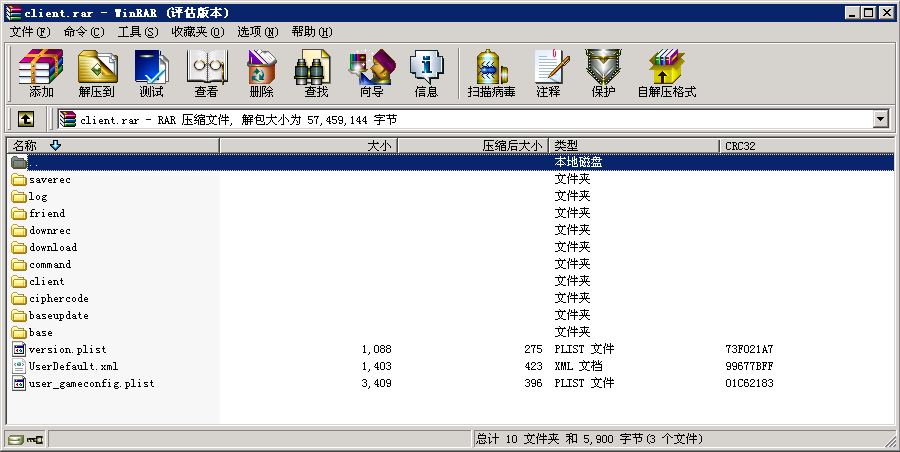 client.rar - WinRAR (评估版本)
文件(F) 命令(C) 工具(S) 收藏夹(O) 选项(N) 帮助(H)
添加 解压到 测试 查看 删除 查找 向导 信息 扫描病毒 注释 保护 自解压格式
client.rar - RAR 压缩文件, 解包大小为 57,459,144 字节
名称 大小 压缩后大小 类型 CRC32
.. 本地磁盘
saverec 文件夹
log 文件夹
friend 文件夹
downrec 文件夹
download 文件夹
command 文件夹
client 文件夹
ciphercode 文件夹
baseupdate 文件夹
base 文件夹
version.plist 1,088 275 PLIST 文件 73F021A7
UserDefault.xml 1,403 423 XML 文档 99677BFF
user_gameconfig.plist 3,409 396 PLIST 文件 01C62183
总计 10 文件夹 和 5,900 字节(3 个文件)